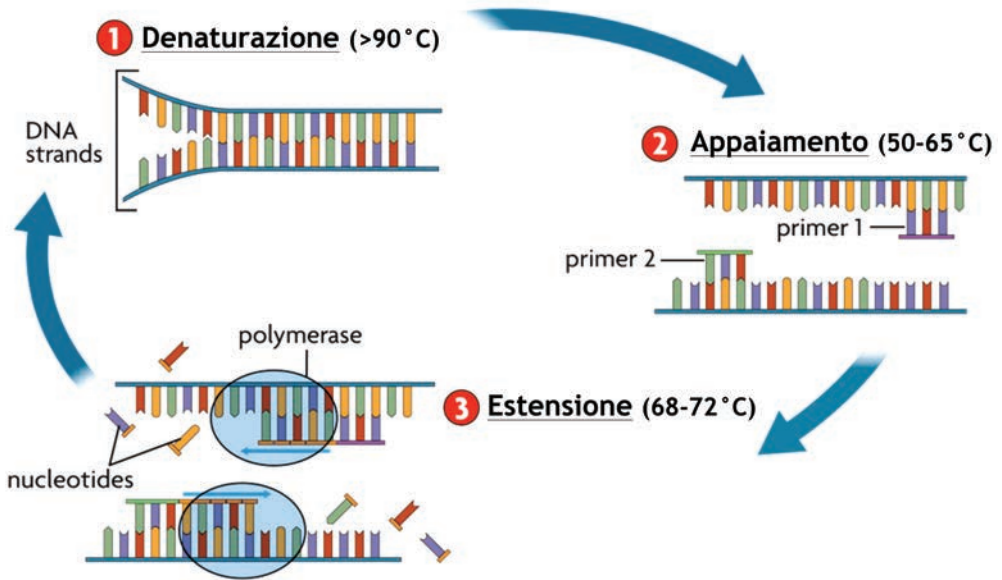 1 Denaturazione (>90°C)
DNA
strands
2 Appaiamento (50-65°C)
primer 1
primer 2
polymerase
3 Estensione (68-72°C)
nucleotides